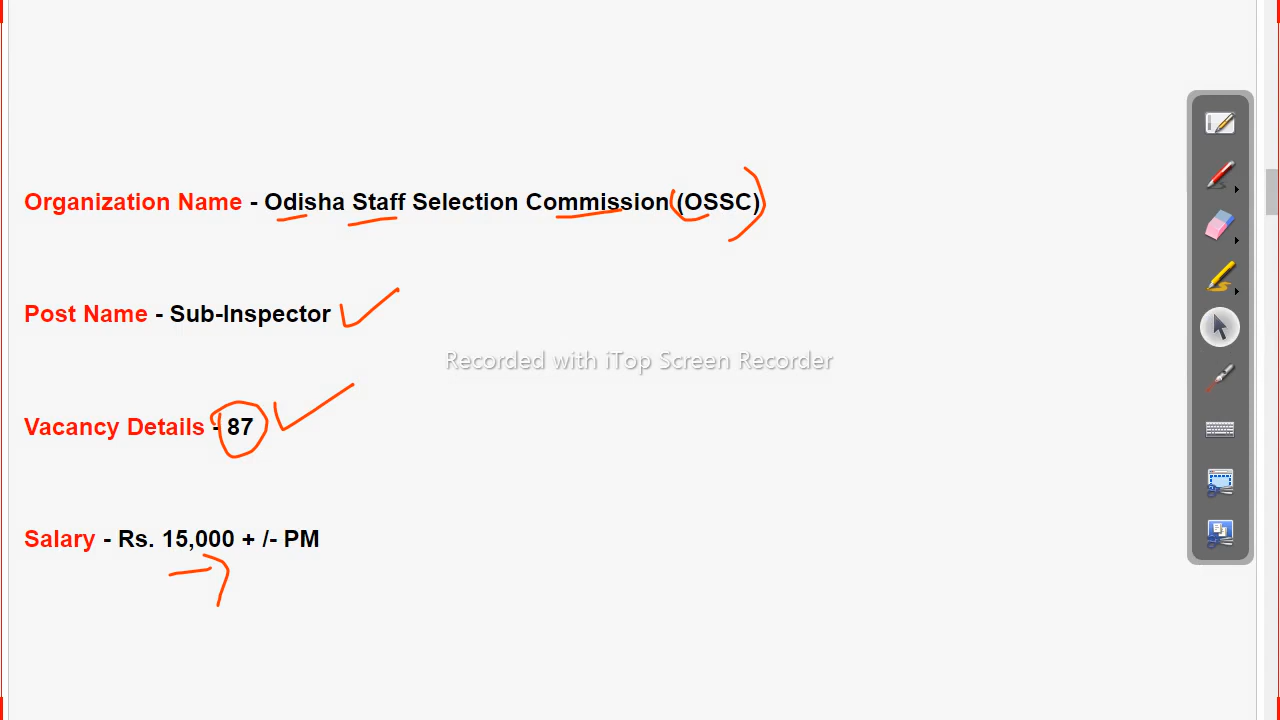 Organization Name - Odisha Staff Selection Commission (OSSC)
Post Name - Sub-Inspector
Recorded with iTop Screen Recorder
Vacancy Details - 87
Salary - Rs. 15,000 + /- PM